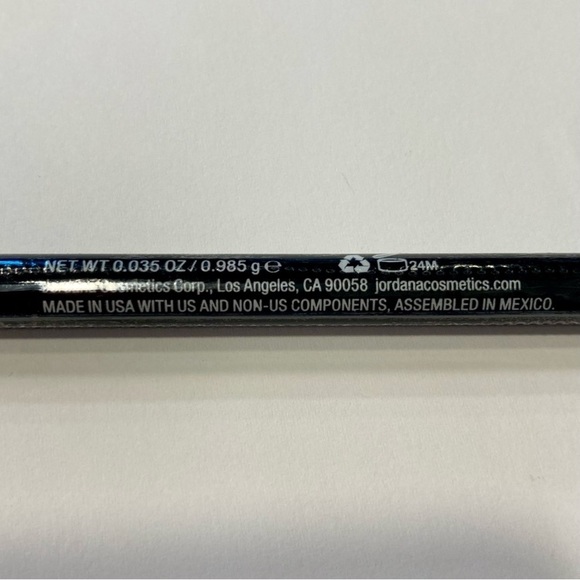 NET WT 0.035 OZ / 0.985 g ℮ 24M
Cosmetics Corp., Los Angeles, CA 90058 jordanacosmetics.com
MADE IN USA WITH US AND NON-US COMPONENTS, ASSEMBLED IN MEXICO.